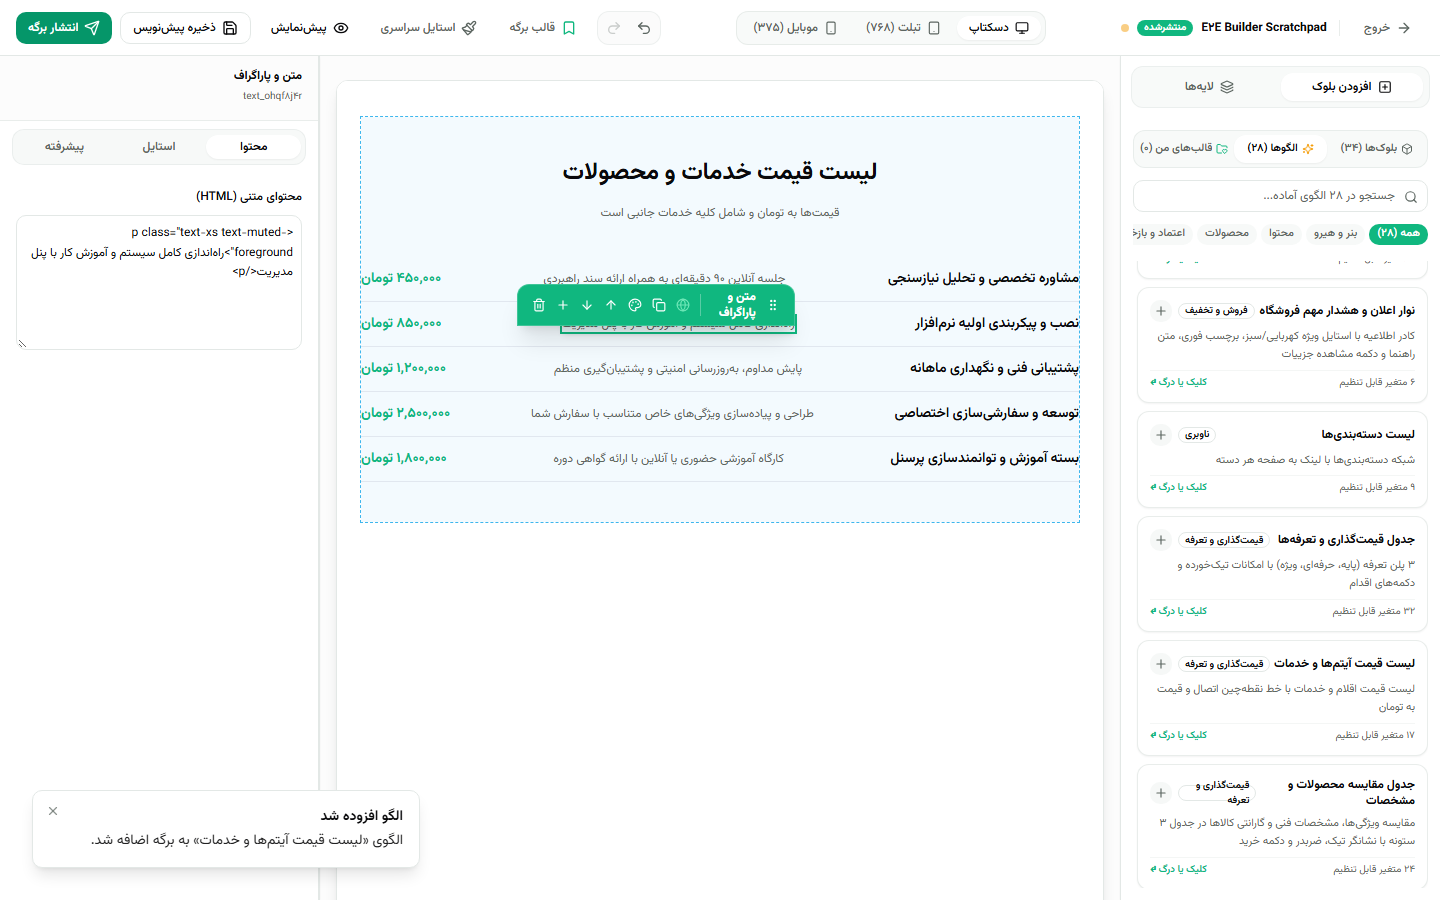 خروج
E۲E Builder Scratchpad
منتشرشده
دسکتاپ
تبلت (۷۶۸)
موبایل (۳۷۵)
قالب برگه
استایل سراسری
پیش‌نمایش
ذخیره پیش‌نویس
انتشار برگه
افزودن بلوک
لایه‌ها
بلوک‌ها (۳۴)
الگوها (۲۸)
قالب‌های من (۰)
جستجو در ۲۸ الگوی آماده...
همه (۲۸)
بنر و هیرو
محتوا
محصولات
اعتماد و بازخ
نوار اعلان و هشدار مهم فروشگاه
فروش و تخفیف
کادر اطلاعیه با استایل ویژه کهربایی/سبز، برچسب فوری، متن
راهنما و دکمه مشاهده جزییات
۶ متغیر قابل تنظیم
کلیک یا درگ
لیست دسته‌بندی‌ها
ناوبری
شبکه دسته‌بندی‌ها با لینک به صفحه هر دسته
۹ متغیر قابل تنظیم
کلیک یا درگ
جدول قیمت‌گذاری و تعرفه‌ها
قیمت‌گذاری و تعرفه
۳ پلن تعرفه (پایه، حرفه‌ای، ویژه) با امکانات تیک‌خورده و
دکمه‌های اقدام
۳۲ متغیر قابل تنظیم
کلیک یا درگ
لیست قیمت آیتم‌ها و خدمات
قیمت‌گذاری و تعرفه
لیست قیمت اقلام و خدمات با خط نقطه‌چین اتصال و قیمت
به تومان
۱۷ متغیر قابل تنظیم
کلیک یا درگ
جدول مقایسه محصولات و
مشخصات
قیمت‌گذاری و
تعرفه
مقایسه ویژگی‌ها، مشخصات فنی و گارانتی کالاها در جدول ۳
ستونه با نشانگر تیک، ضربدر و دکمه خرید
۲۴ متغیر قابل تنظیم
کلیک یا درگ
لیست قیمت خدمات و محصولات
قیمت‌ها به تومان و شامل کلیه خدمات جانبی است
مشاوره تخصصی و تحلیل نیازسنجی
جلسه آنلاین ۹۰ دقیقه‌ای به همراه ارائه سند راهبردی
۴۵۰,۰۰۰ تومان
متن و
پاراگراف
نصب و پیکربندی اولیه نرم‌افزار
۸۵۰,۰۰۰ تومان
پشتیبانی فنی و نگهداری ماهانه
پایش مداوم، به‌روزرسانی امنیتی و پشتیبان‌گیری منظم
۱,۲۰۰,۰۰۰ تومان
توسعه و سفارشی‌سازی اختصاصی
طراحی و پیاده‌سازی ویژگی‌های خاص متناسب با سفارش شما
۲,۵۰۰,۰۰۰ تومان
بسته آموزش و توانمندسازی پرسنل
کارگاه آموزشی حضوری یا آنلاین با ارائه گواهی دوره
۱,۸۰۰,۰۰۰ تومان
متن و پاراگراف
text_ohqf۸j۴r
محتوا
استایل
پیشرفته
محتوای متنی (HTML)
<p class="text-xs text-muted-
foreground">راه‌اندازی کامل سیستم و آموزش کار با پنل
مدیریت</p>
الگو افزوده شد
الگوی «لیست قیمت آیتم‌ها و خدمات» به برگه اضافه شد.